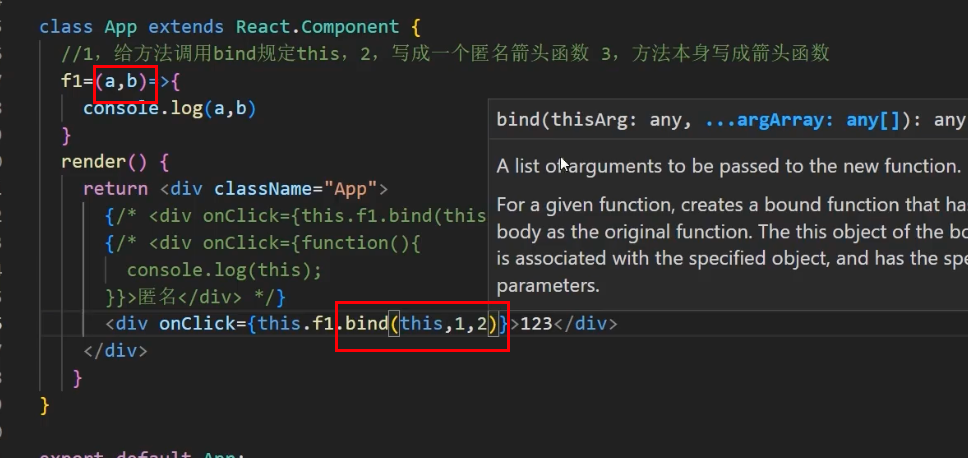 class App extends React.Component {
//1, 给方法调用bind规定this, 2, 写成一个匿名箭头函数 3, 方法本身写成箭头函数
f1=(a,b)=>{
console.log(a,b)
}
render() {
return <div className="App">
{/* <div onClick={this.f1.bind(this
{/* <div onClick={function(){
console.log(this);
}}>匿名</div> */}
<div onClick={this.f1.bind(this,1,2)}>123</div>
</div>
}
}
bind(thisArg: any, ...argArray: any[]): any
A list of arguments to be passed to the new function.
For a given function, creates a bound function that has
body as the original function. The this object of the bo
is associated with the specified object, and has the spe
parameters.
export default App;